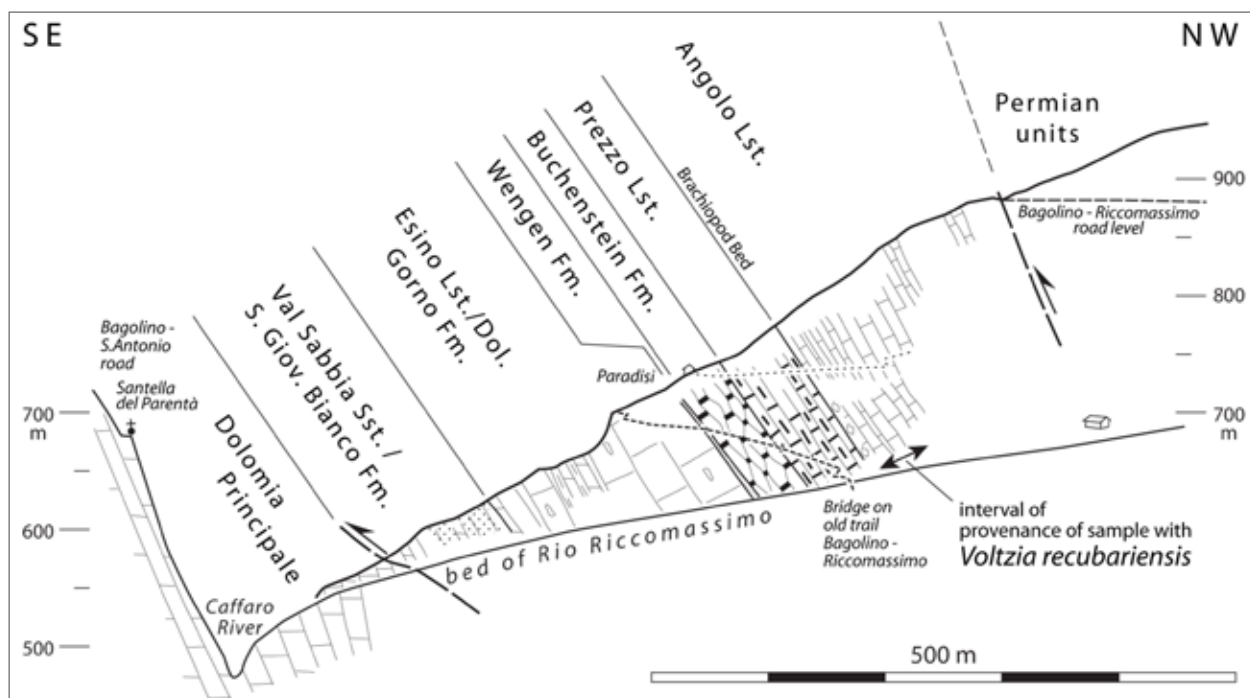 SE
NW
Angolo Lst.
Prezzo Lst.
Buchenstein Fm.
Wengen Fm.
Esino Lst./Dol.
Gorno Fm.
Val Sabbia Sst./
S. Giov. Bianco Fm.
Dolomia
Principale
Brachiopod Bed
Permian
units
900
Bagolino - Riccomassimo
road level
800
700
m
Bagolino -
S.Antonio
road
Santella
del Parentà
Paradisi
700
m
600
500
Caffaro
River
bed of Rio Riccomassimo
Bridge on
old trail
Bagolino -
Riccomassimo
interval of
provenance of sample with
Voltzia recubariensis
500 m